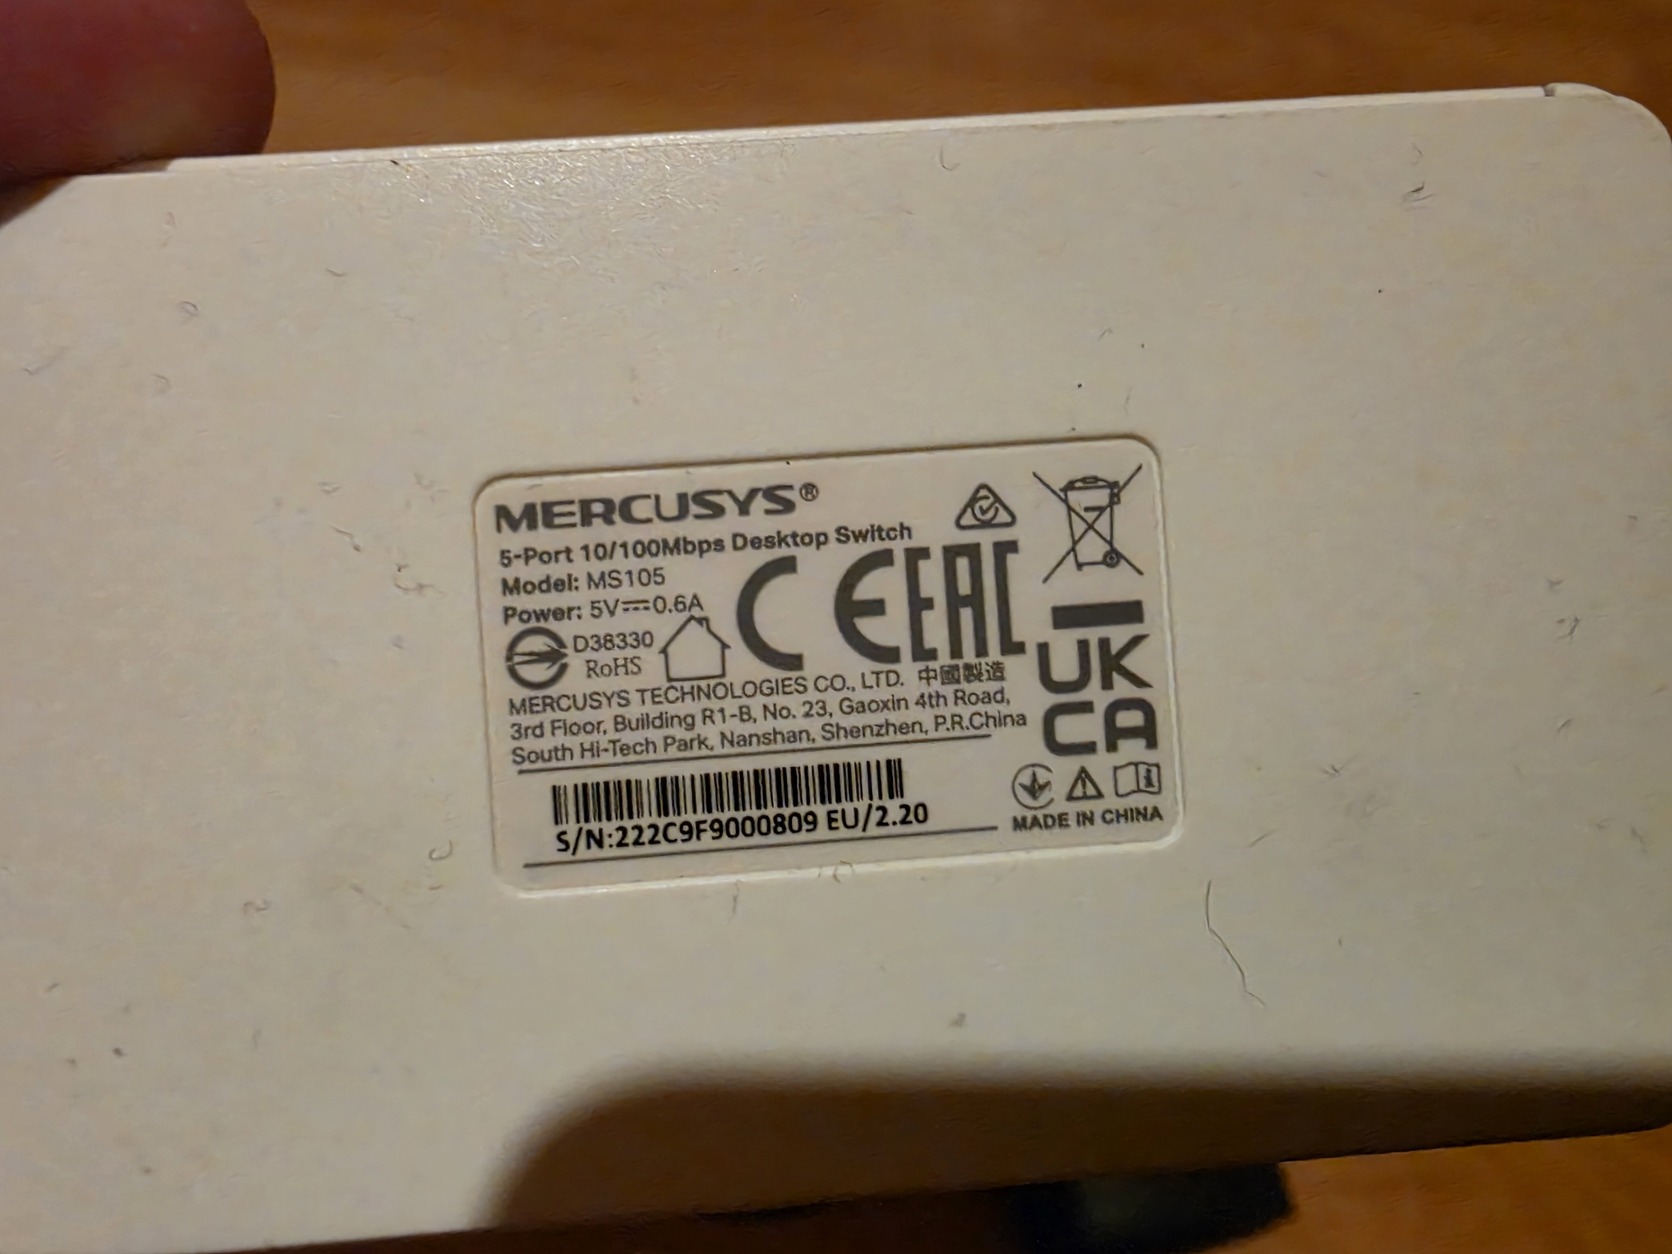 MERCUSYS®
5-Port 10/100Mbps Desktop Switch
Model: MS105
Power: 5V⎓0.6A
D38330
RoHS
CE EAC
MERCUSYS TECHNOLOGIES CO., LTD. 中國製造
3rd Floor, Building R1-B, No. 23, Gaoxin 4th Road,
South Hi-Tech Park, Nanshan, Shenzhen, P.R.China
UK
CA
S/N:222C9F9000809 EU/2.20
MADE IN CHINA